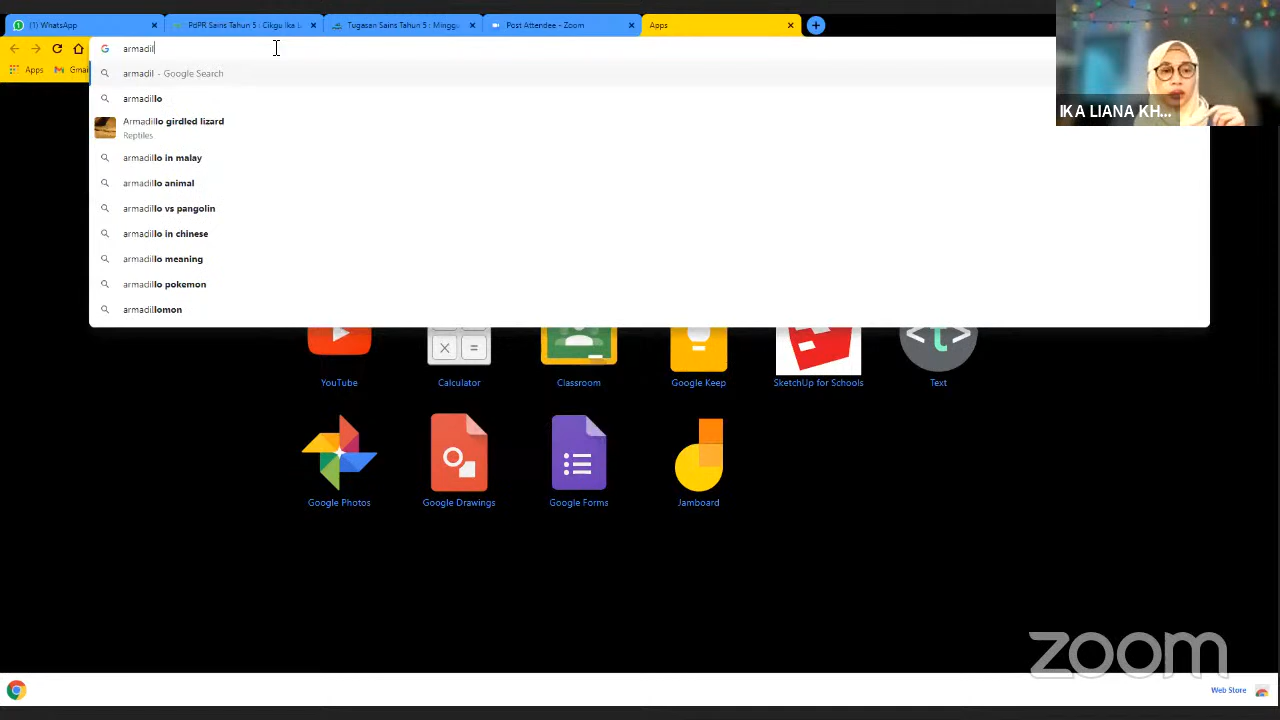 (1) WhatsApp
PdPR Sains Tahun 5 : Cikgu Ika L
Tugasan Sains Tahun 5 : Mingg
Post Attendee - Zoom
Apps
armadil
Apps
Gmai
armadil - Google Search
armadillo
Armadillo girdled lizard
Reptiles
armadillo in malay
armadillo animal
armadillo vs pangolin
armadillo in chinese
armadillo meaning
armadillo pokemon
armadillomon
IKA LIANA KH...
YouTube
Calculator
Classroom
Google Keep
SketchUp for Schools
<t>
Text
Google Photos
Google Drawings
Google Forms
Jamboard
zoom
Web Store